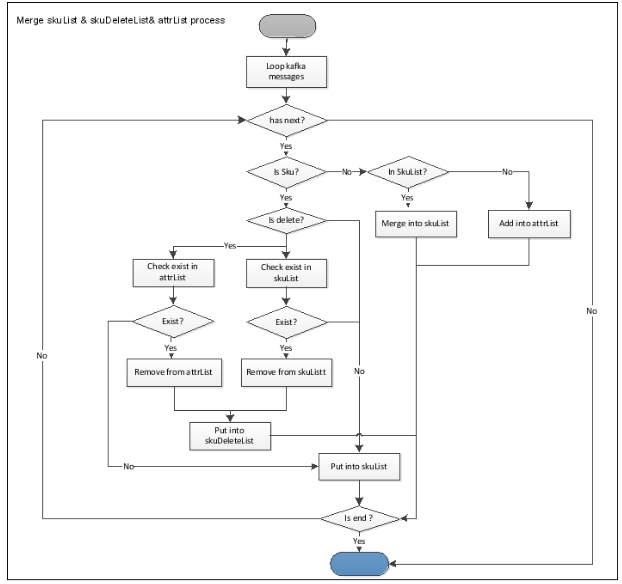 Merge skuList & skuDeleteList& attrList process
Loop kafka
messages
has next?
Yes
Is Sku?
No
In SkuList?
No
Yes
Yes
Is delete?
Merge into skuList
Add into attrList
Yes
Check exist in
attrList
Check exist in
skuList
No
Exist?
Exist?
Yes
Yes
No
No
Remove from attrList
Remove from skuListt
Put into
skuDeleteList
No
Put into skuList
Is end ?
Yes